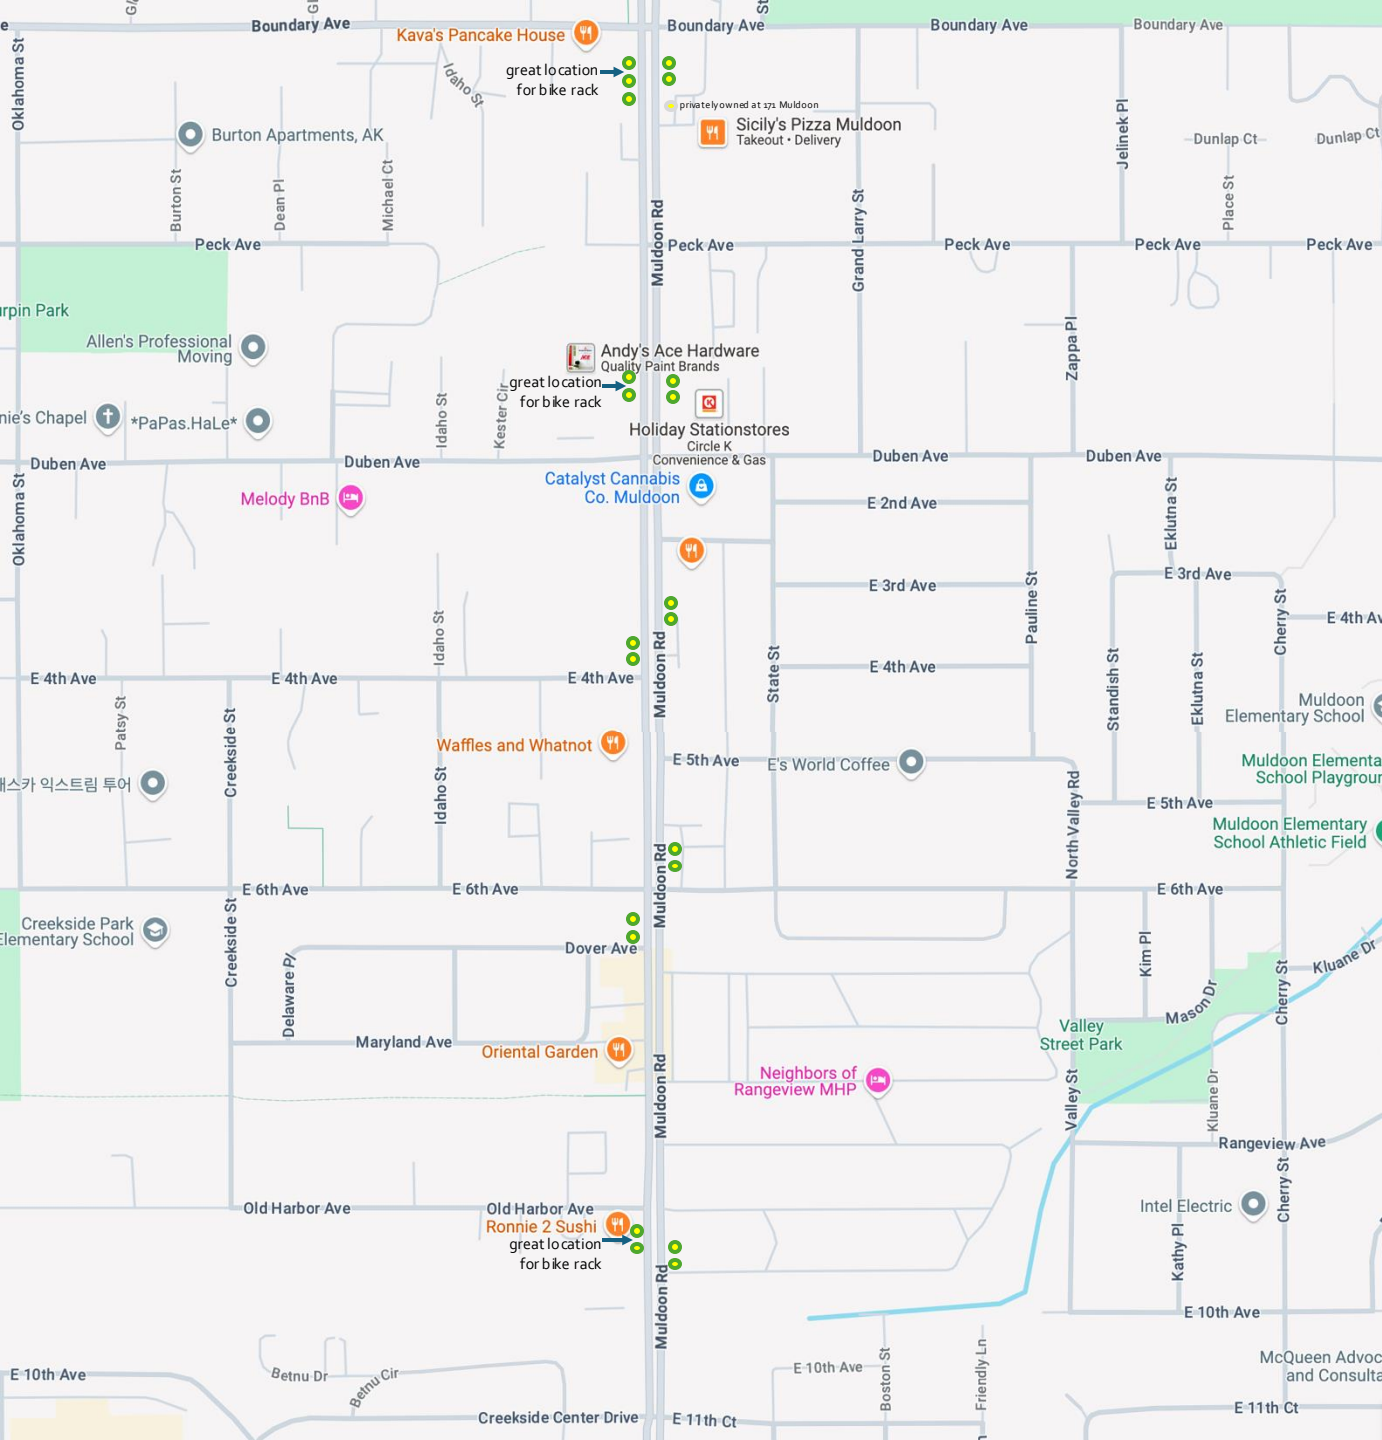 Boundary Ave
Boundary Ave
Boundary Ave
Boundary Ave
Kava's Pancake House
great location
for bike rack
privately owned at 171 Muldoon
Sicily's Pizza Muldoon
Takeout • Delivery
Oklahoma St
Idaho St
Burton Apartments, AK
Burton St
Dean Pl
Michael Ct
Muldoon Rd
Grand Larry St
Jelinek Pl
Dunlap Ct
Dunlap Ct
Place St
Peck Ave
Peck Ave
Peck Ave
Peck Ave
Peck Ave
urpin Park
Allen's Professional
Moving
Andy's Ace Hardware
Quality Paint Brands
great location
for bike rack
Zappa Pl
nie's Chapel
*PaPas.HaLe*
Idaho St
Kester Cir
Holiday Stationstores
Circle K
Convenience & Gas
Duben Ave
Duben Ave
Duben Ave
Duben Ave
Melody BnB
Catalyst Cannabis
Co. Muldoon
Oklahoma St
E 2nd Ave
Eklutna St
E 3rd Ave
E 3rd Ave
Pauline St
Cherry St
E 4th Av
Idaho St
Muldoon Rd
State St
E 4th Ave
E 4th Ave
E 4th Ave
E 4th Ave
Standish St
Eklutna St
Patsy St
Creekside St
Muldoon
Elementary School
Waffles and Whatnot
E 5th Ave
E's World Coffee
Muldoon Elementa
School Playgroun
래스카 익스트림 투어
Idaho St
North Valley Rd
E 5th Ave
Muldoon Elementary
School Athletic Field
Muldoon Rd
E 6th Ave
E 6th Ave
E 6th Ave
Creekside Park
Elementary School
Creekside St
Dover Ave
Kim Pl
Kluane Dr
Delaware Pl
Mason Dr
Cherry St
Maryland Ave
Oriental Garden
Valley
Street Park
Muldoon Rd
Neighbors of
Rangeview MHP
Valley St
Kluane Dr
Rangeview Ave
Cherry St
Old Harbor Ave
Old Harbor Ave
Ronnie 2 Sushi
great location
for bike rack
Intel Electric
Kathy Pl
Muldoon Rd
E 10th Ave
E 10th Ave
Betnu Dr
Betnu Cir
E 10th Ave
Boston St
Friendly Ln
McQueen Advoc
and Consulta
Creekside Center Drive
E 11th Ct
E 11th Ct